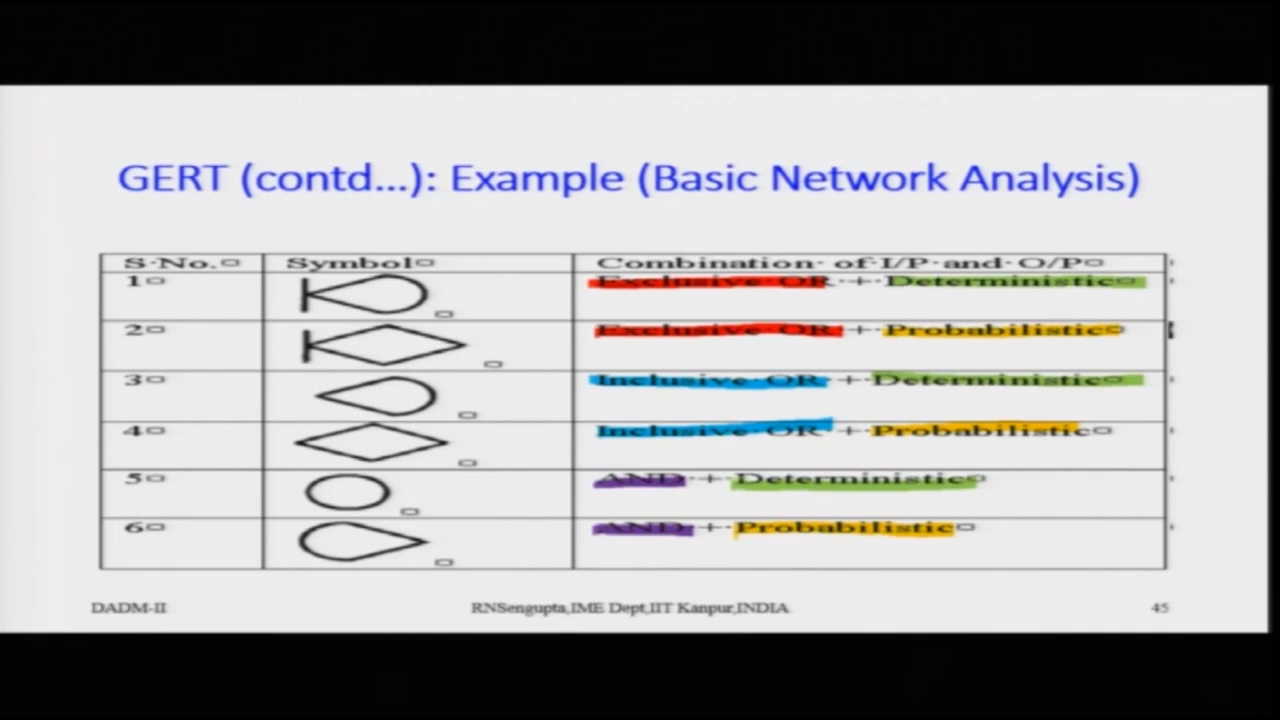 GERT (contd...): Example (Basic Network Analysis)
S·No. Symbol Combination· of·I/P·and·O/P
1 Exclusive·OR·+·Deterministic
2 Exclusive·OR·+·Probabilistic
3 Inclusive·OR·+·Deterministic
4 Inclusive·OR·+·Probabilistic
5 AND·+·Deterministic
6 AND·+·Probabilistic
DADM-II RNSengupta,IME Dept,IIT Kanpur,INDIA 45